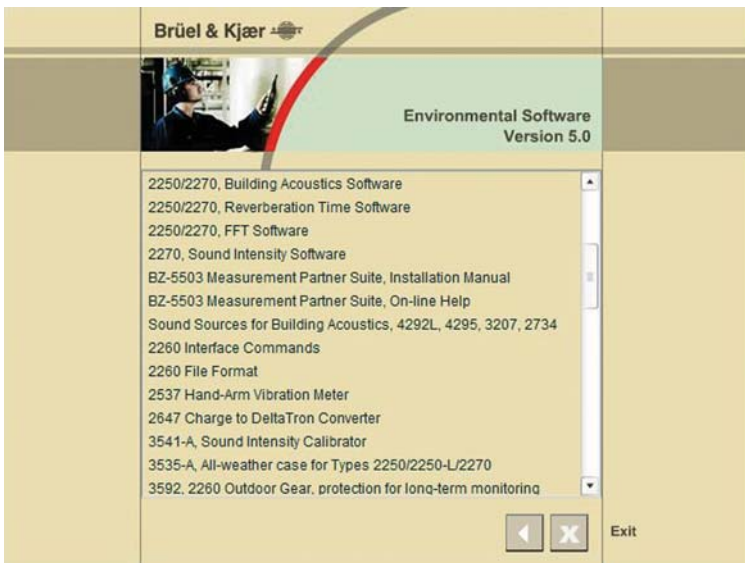 Brüel & Kjær
Environmental Software
Version 5.0
2250/2270, Building Acoustics Software
2250/2270, Reverberation Time Software
2250/2270, FFT Software
2270, Sound Intensity Software
BZ-5503 Measurement Partner Suite, Installation Manual
BZ-5503 Measurement Partner Suite, On-line Help
Sound Sources for Building Acoustics, 4292L, 4295, 3207, 2734
2260 Interface Commands
2260 File Format
2537 Hand-Arm Vibration Meter
2647 Charge to DeltaTron Converter
3541-A, Sound Intensity Calibrator
3535-A, All-weather case for Types 2250/2250-L/2270
3592, 2260 Outdoor Gear, protection for long-term monitoring
Exit